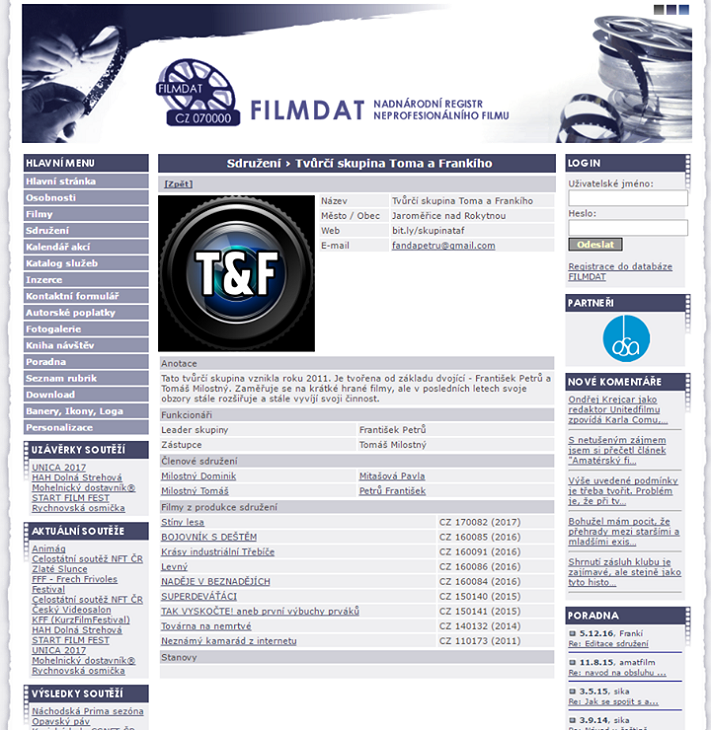 FILMDAT
CZ 070000
FILMDAT NADNÁRODNÍ REGISTR
NEPROFESIONÁLNÍHO FILMU
HLAVNÍ MENU
Hlavní stránka
Osobnosti
Filmy
Sdružení
Kalendář akcí
Katalog služeb
Inzerce
Kontaktní formulář
Autorské poplatky
Fotogalerie
Kniha návštěv
Poradna
Seznam rubrik
Download
Banery, Ikony, Loga
Personalizace
UZÁVĚRKY SOUTĚŽÍ
UNICA 2017
HAH Dolná Strehová
Mohelnický dostavník®
START FILM FEST
Rychnovská osmička
AKTUÁLNÍ SOUTĚŽE
Animág
Celostátní soutěž NFT ČR
Zlaté Slunce
FFF - Frech Frivoles
Festival
Celostátní soutěž NFT ČR
Český Videosalon
KFF (KurzFilmFestival)
HAH Dolná Strehová
START FILM FEST
UNICA 2017
Mohelnický dostavník®
Rychnovská osmička
VÝSLEDKY SOUTĚŽÍ
Náchodská Prima sezóna
Opavský páv
Sdružení › Tvůrčí skupina Toma a Frankího
[Zpět]
T&F
Název Tvůrčí skupina Toma a Frankího
Město / Obec Jaroměřice nad Rokytnou
Web bit.ly/skupinataf
E-mail fandapetru@gmail.com
Anotace
Tato tvůrčí skupina vznikla roku 2011. Je tvořena od základu dvojící - František Petrů a
Tomáš Milostný. Zaměřuje se na krátké hrané filmy, ale v posledních letech svoje
obzory stále rozšiřuje a stále vyvíjí svoji činnost.
Funkcionáři
Leader skupiny František Petrů
Zástupce Tomáš Milostný
Členové sdružení
Milostný Dominik Mitašová Pavla
Milostný Tomáš Petrů František
Filmy z produkce sdružení
Stíny lesa CZ 170082 (2017)
BOJOVNÍK S DEŠTĚM CZ 160085 (2016)
Krásy industriální Třebíče CZ 160091 (2016)
Levný CZ 160086 (2016)
NADĚJE V BEZNADĚJÍCH CZ 160084 (2016)
SUPERDEVÁŤÁCI CZ 150140 (2015)
TAK VYSKOČTE! aneb první výbuchy prváků CZ 150141 (2015)
Továrna na nemrtvé CZ 140132 (2014)
Neznámý kamarád z internetu CZ 110173 (2011)
Stanovy
LOGIN
Uživatelské jméno:
Heslo:
Odeslat
Registrace do databáze
FILMDAT
PARTNEŘI
osa
NOVÉ KOMENTÁŘE
Ondřej Krejcar jako
redaktor Unitedfilmu
zpovídá Karla Comu,...
S netušeným zájmem
jsem si přečetl článek
"Amatérský fi...
Výše uvedené podmínky
je třeba tvořit. Problém
je, že při tv...
Bohužel mám pocit, že
přehrady mezi staršími a
mladšími exis...
Shrnutí zásluh klubu je
zajímavé, ale stejně jako
tyto histo...
PORADNA
5.12.16, Frankí
Re: Editace sdružení
11.8.15, amatfilm
Re: navod na obsluhu ...
3.5.15, sika
Re: Jak se spojit s a...
3.9.14, sika